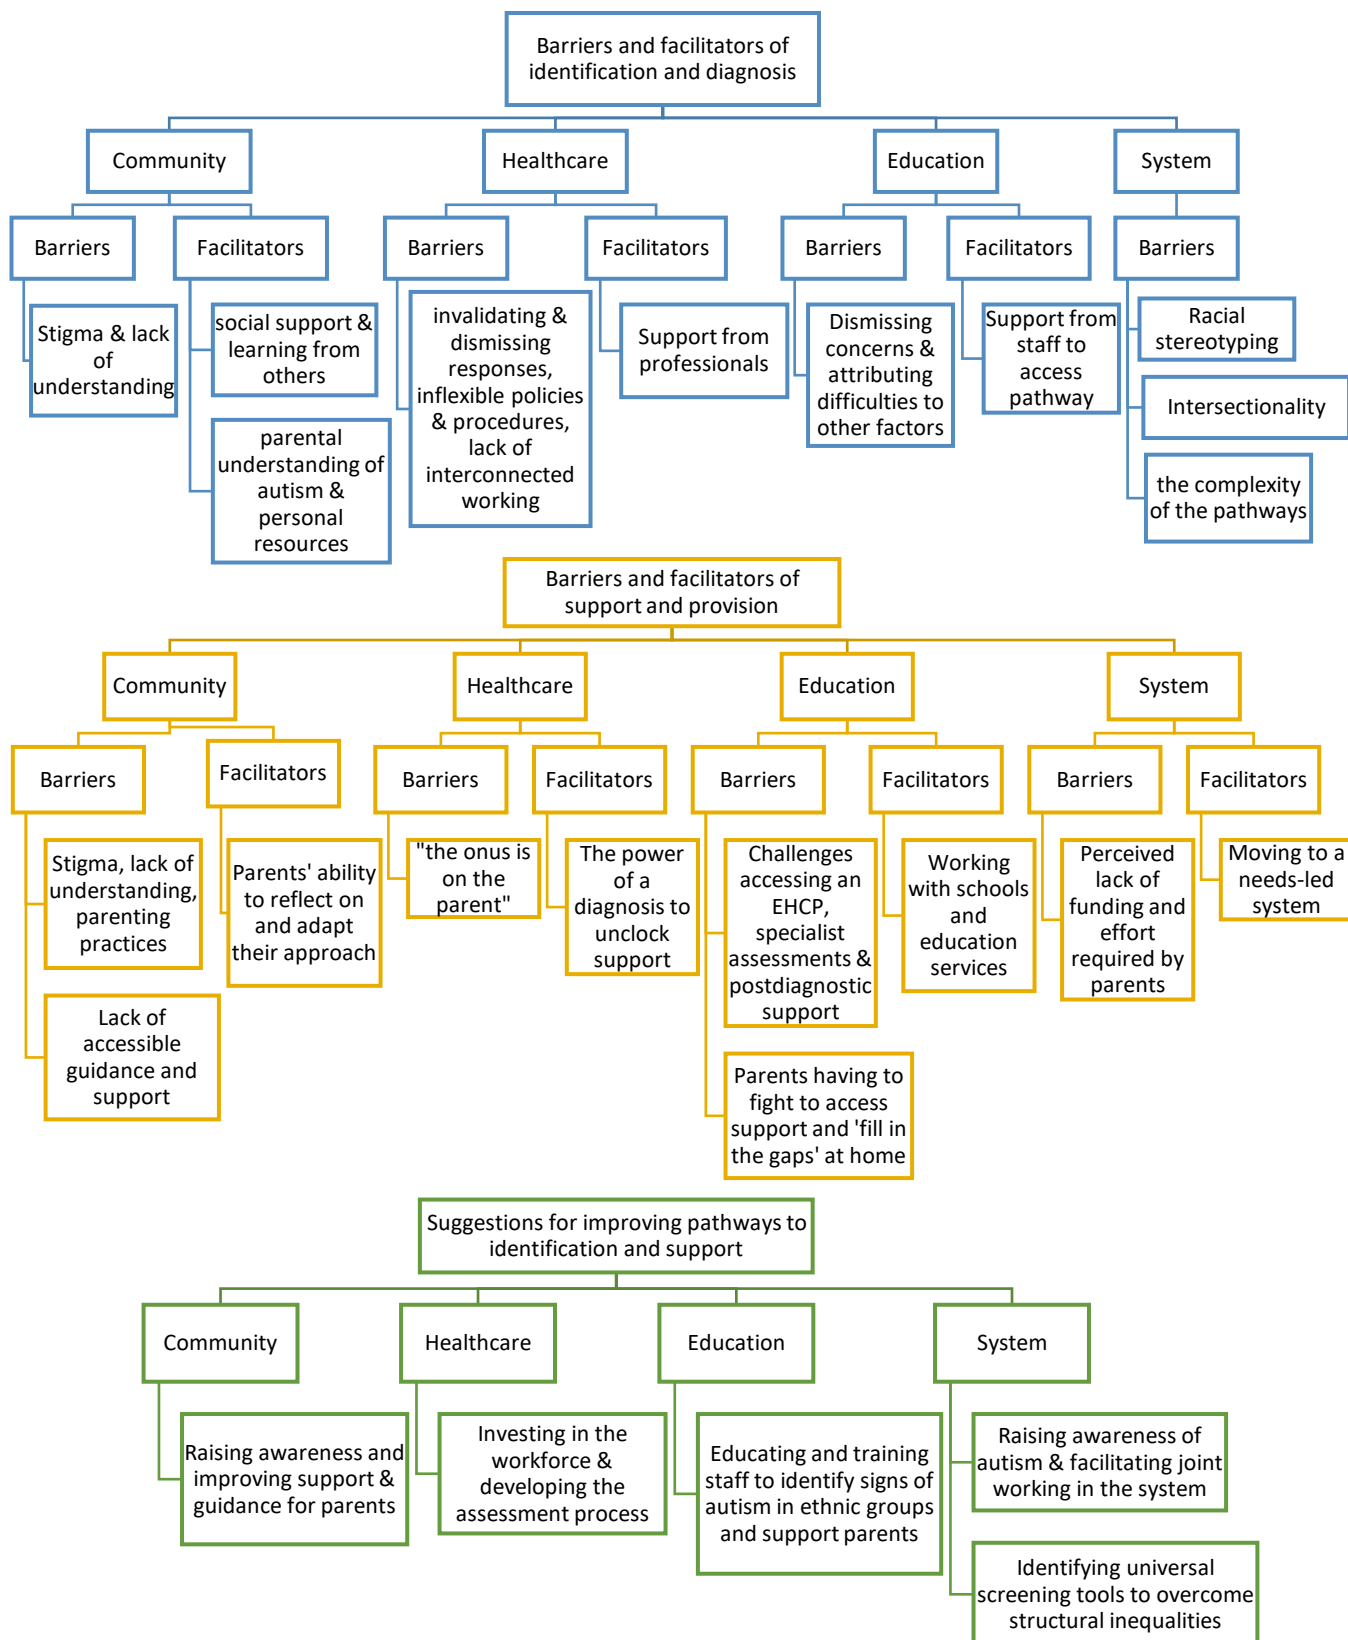 Barriers and facilitators of
identification and diagnosis
Community
Healthcare
Education
System
Barriers
Facilitators
Barriers
Facilitators
Barriers
Facilitators
Barriers
Stigma & lack
of
understanding
social support &
learning from
others
parental
understanding of
autism &
personal
resources
invalidating &
dismissing
responses,
inflexible policies
& procedures,
lack of
interconnected
working
Support from
professionals
Dismissing
concerns &
attributing
difficulties to
other factors
Support from
staff to
access
pathway
Racial
stereotyping
Intersectionality
the complexity
of the pathways
Barriers and facilitators of
support and provision
Community
Healthcare
Education
System
Barriers
Facilitators
Barriers
Facilitators
Barriers
Facilitators
Barriers
Facilitators
Stigma, lack of
understanding,
parenting
practices
Lack of
accessible
guidance and
support
Parents' ability
to reflect on
and adapt
their approach
"the onus is
on the
parent"
The power
of a
diagnosis to
unclock
support
Challenges
accessing an
EHCP,
specialist
assessments &
postdiagnostic
support
Parents having to
fight to access
support and 'fill in
the gaps' at home
Working
with schools
and
education
services
Perceived
lack of
funding and
effort
required by
parents
Moving to a
needs-led
system
Suggestions for improving pathways to
identification and support
Community
Healthcare
Education
System
Raising awareness and
improving support &
guidance for parents
Investing in the
workforce &
developing the
assessment process
Educating and training
staff to identify signs of
autism in ethnic groups
and support parents
Raising awareness of
autism & facilitating joint
working in the system
Identifying universal
screening tools to overcome
structural inequalities